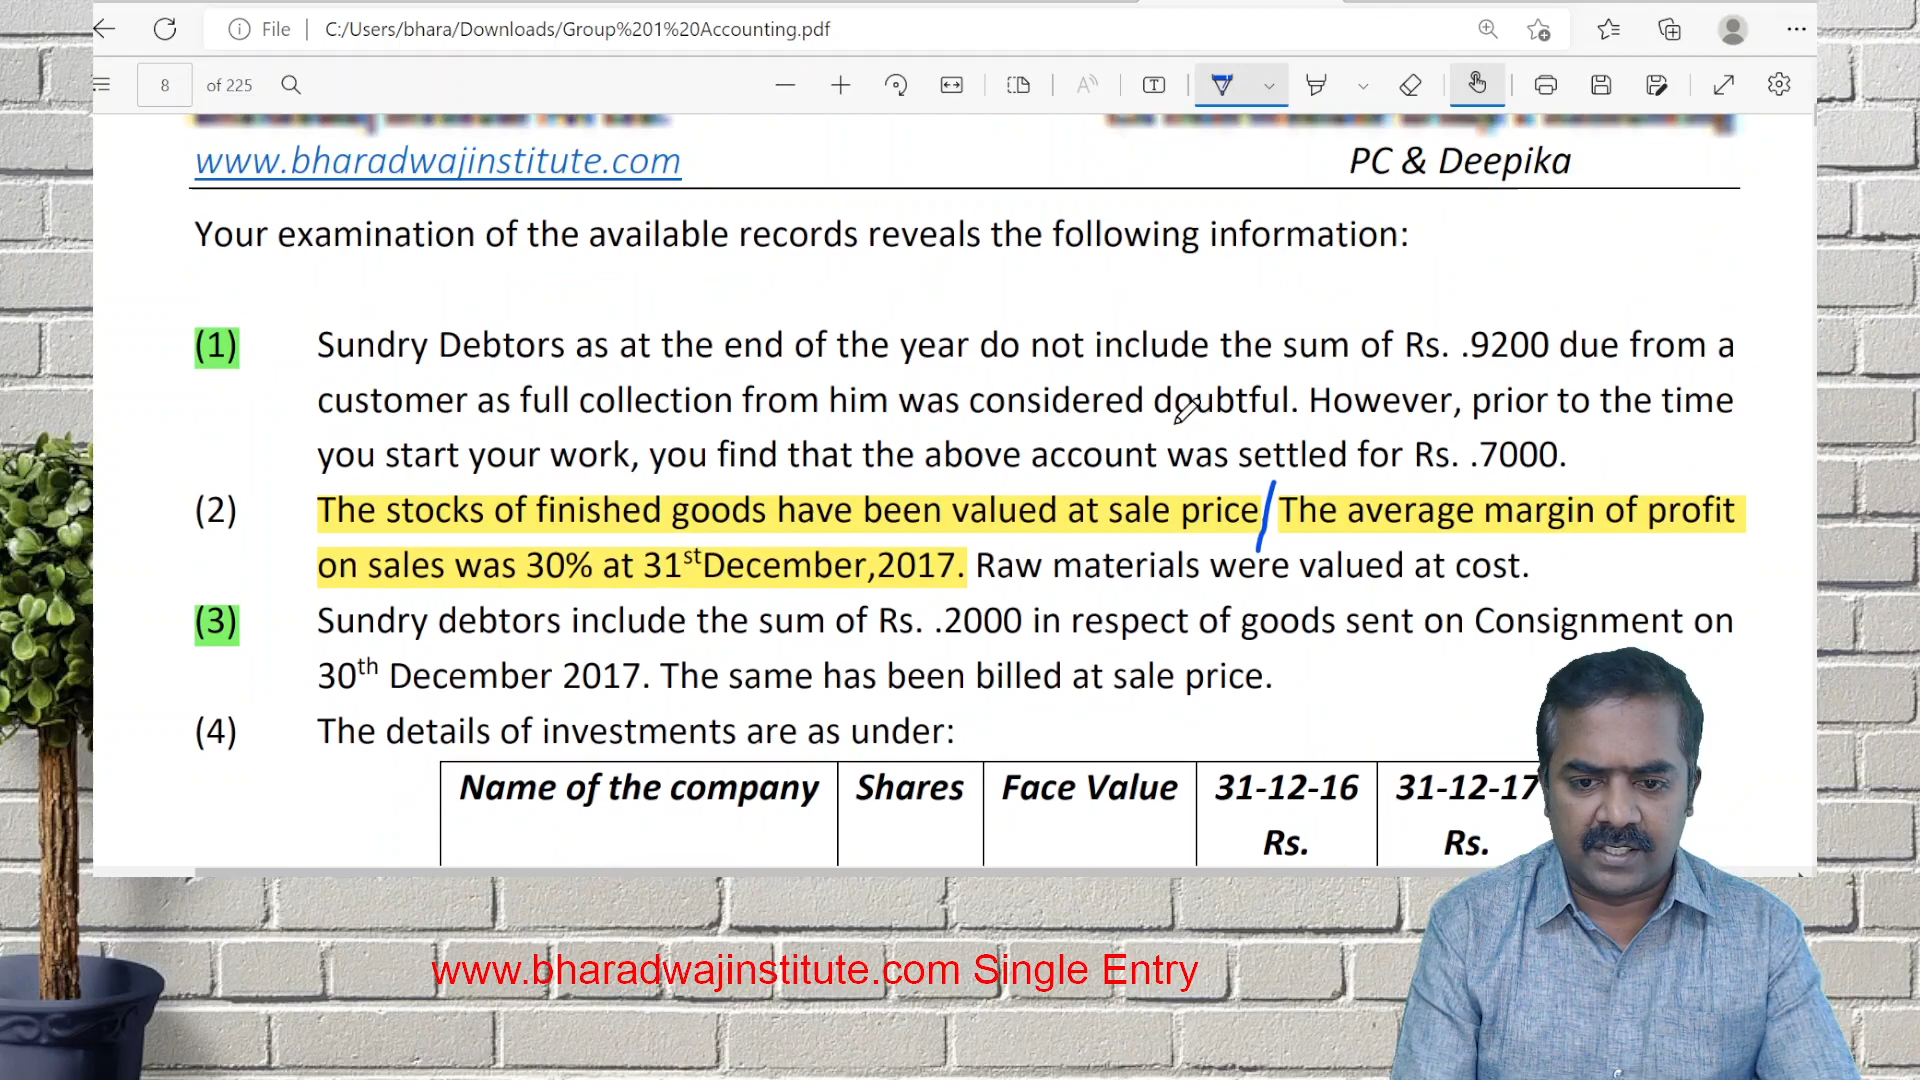 File
C:/Users/bhara/Downloads/Group%201%20Accounting.pdf
8 of 225
www.bharadwajinstitute.com
PC & Deepika
Your examination of the available records reveals the following information:
(1) Sundry Debtors as at the end of the year do not include the sum of Rs. .9200 due from a
customer as full collection from him was considered doubtful. However, prior to the time
you start your work, you find that the above account was settled for Rs. .7000.
(2) The stocks of finished goods have been valued at sale price The average margin of profit
on sales was 30% at 31stDecember,2017. Raw materials were valued at cost.
(3) Sundry debtors include the sum of Rs. .2000 in respect of goods sent on Consignment on
30th December 2017. The same has been billed at sale price.
(4) The details of investments are as under:
Name of the company Shares Face Value 31-12-16 31-12-17
Rs. Rs.
www.bharadwajinstitute.com Single Entry